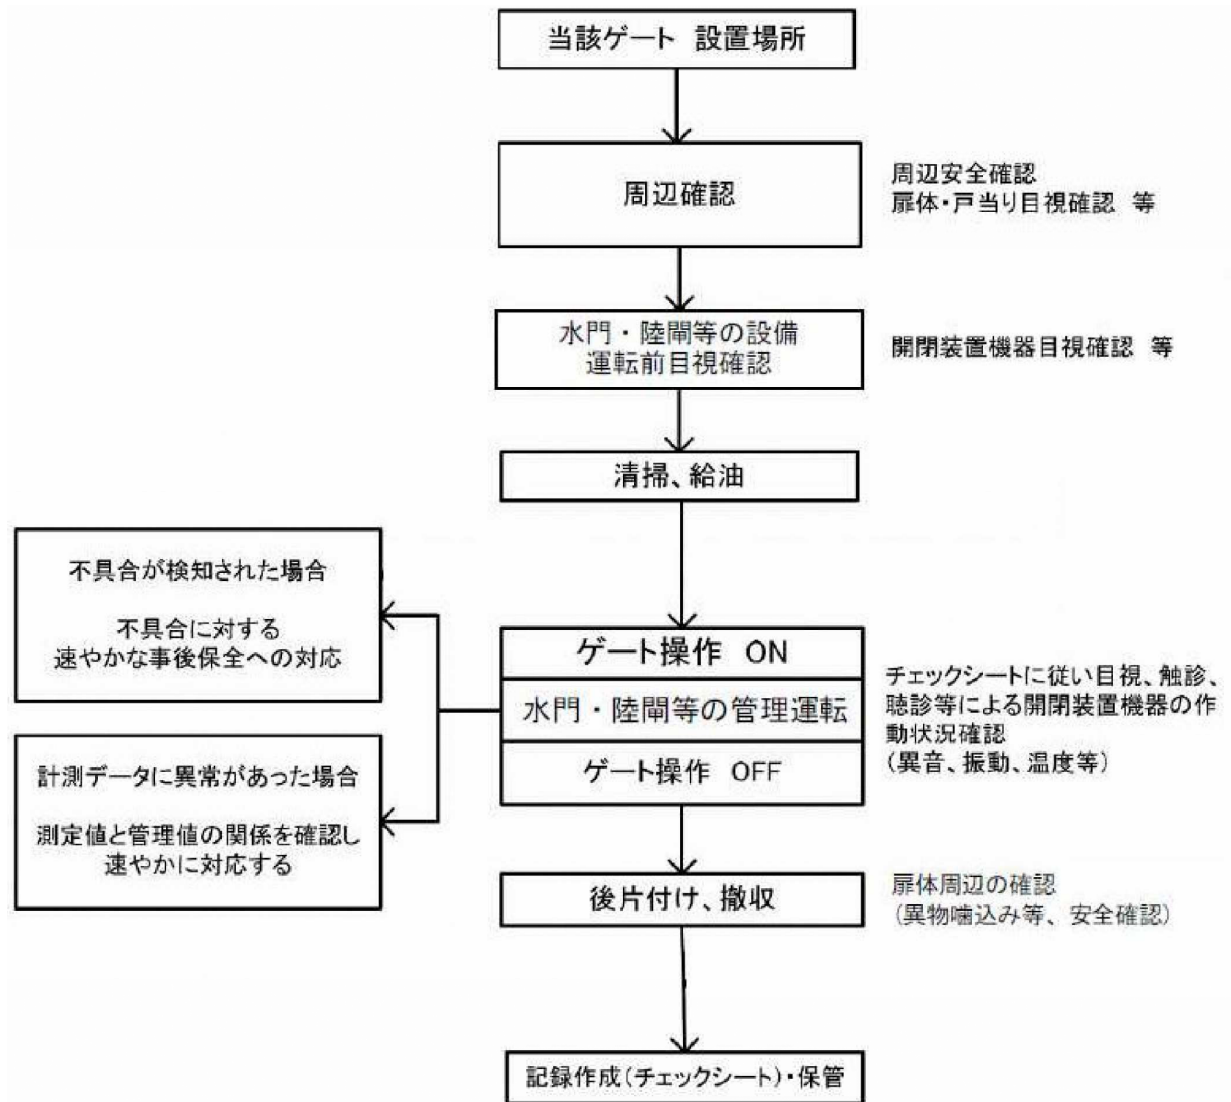 当該ゲート 設置場所
周辺確認
周辺安全確認
扉体・戸当り目視確認 等
水門・陸閘等の設備
運転前目視確認
開閉装置機器目視確認 等
清掃、給油
不具合が検知された場合
不具合に対する
速やかな事後保全への対応
計測データに異常があった場合
測定値と管理値の関係を確認し
速やかに対応する
ゲート操作 ON
水門・陸閘等の管理運転
ゲート操作 OFF
チェックシートに従い目視、触診、
聴診等による開閉装置機器の作
動状況確認
(異音、振動、温度等)
後片付け、撤収
扉体周辺の確認
(異物噛込み等、安全確認)
記録作成(チェックシート)・保管